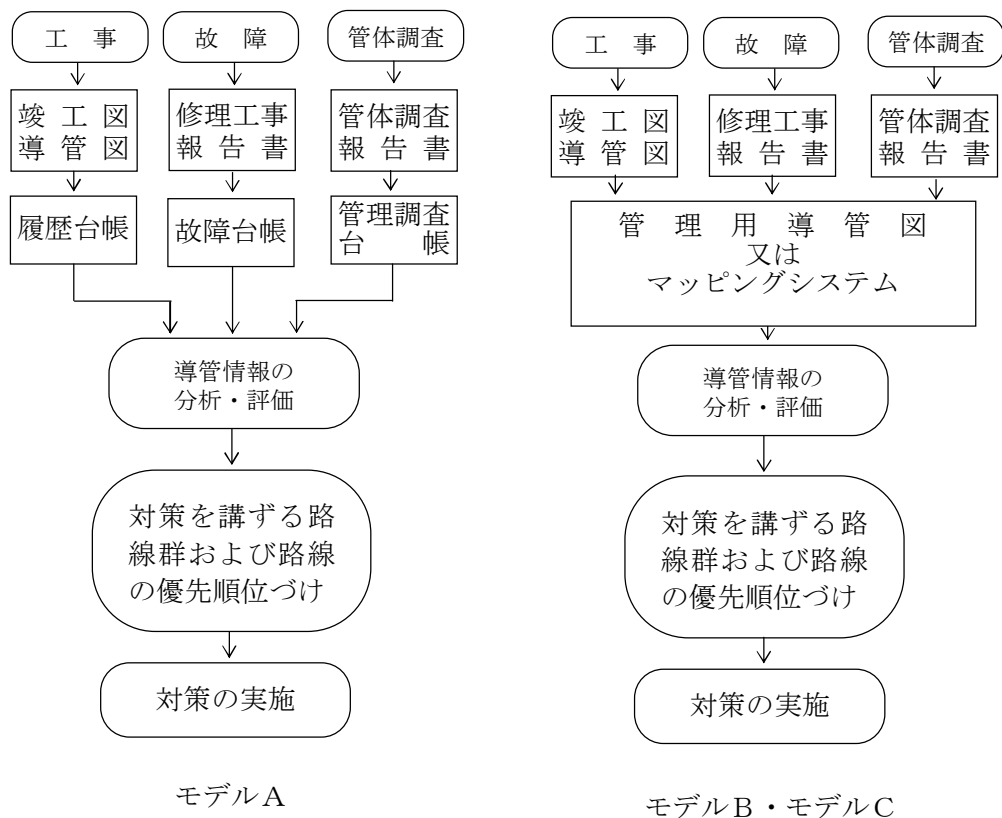 工 事
故 障
管体調査
竣 工 図
導 管 図
修理工事
報 告 書
管体調査
報 告 書
履歴台帳
故障台帳
管理調査
台 帳
導管情報の
分析・評価
対策を講ずる路
線群および路線
の優先順位づけ
対策の実施
モデルA
工 事
故 障
管体調査
竣 工 図
導 管 図
修理工事
報 告 書
管体調査
報 告 書
管 理 用 導 管 図
又は
マッピングシステム
導管情報の
分析・評価
対策を講ずる路
線群および路線
の優先順位づけ
対策の実施
モデルB・モデルC